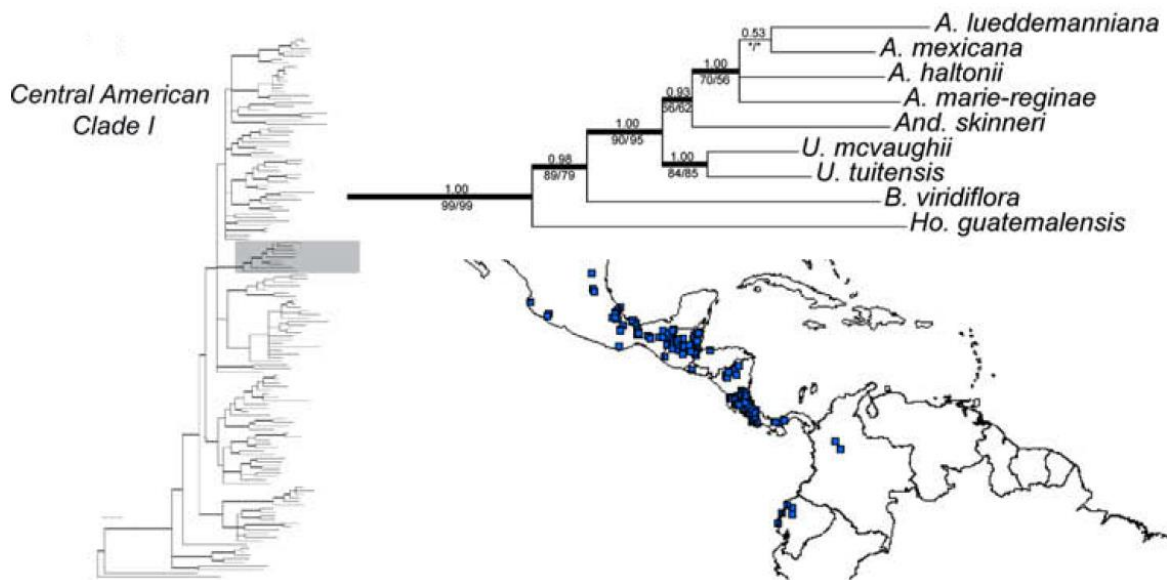 Central American
Clade I
A. lueddemanniana
0.53
*/*
A. mexicana
1.00
70/56
A. haltonii
A. marie-reginae
0.93
56/62
And. skinneri
1.00
90/95
U. mcvaughii
1.00
84/85
U. tuitensis
0.98
89/79
B. viridiflora
1.00
99/99
Ho. guatemalensis